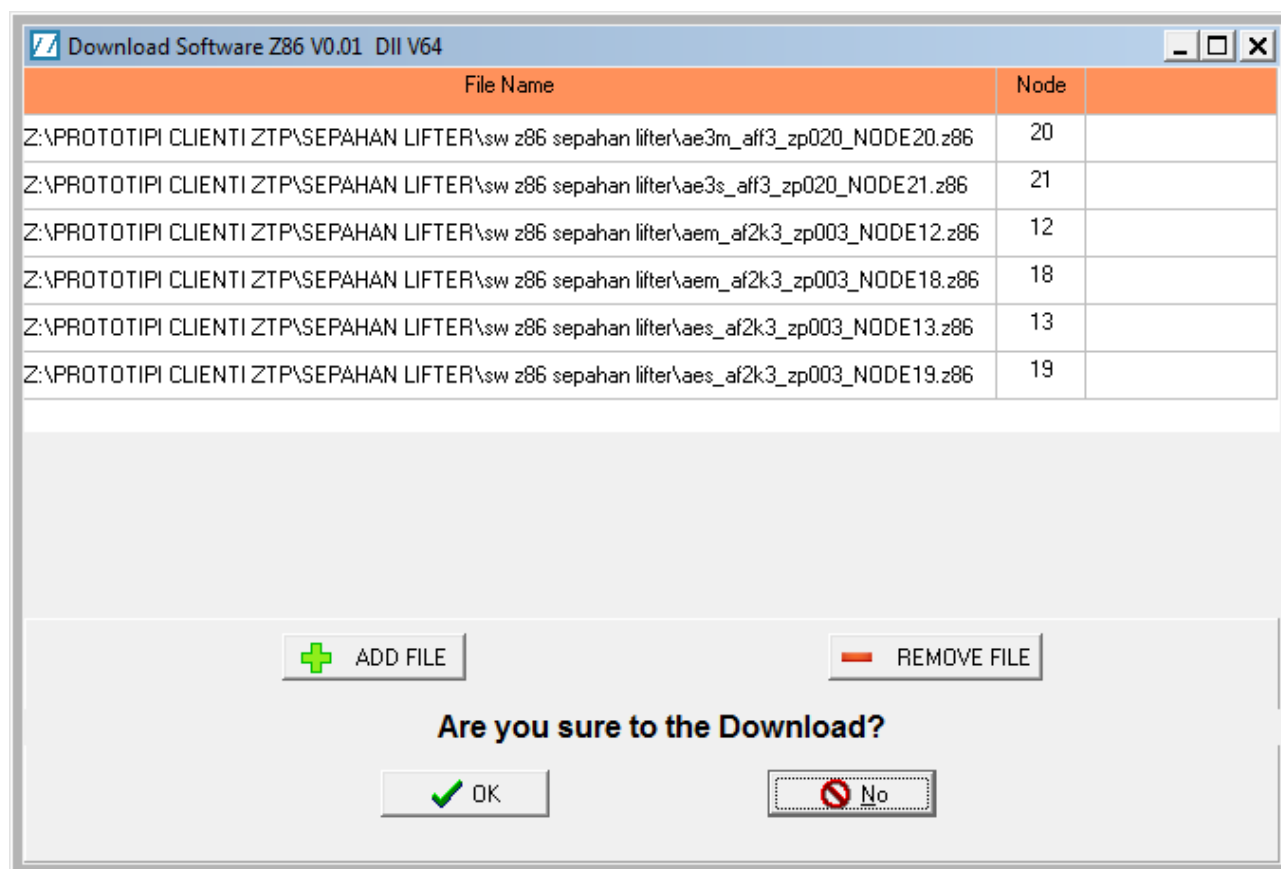 Download Software Z86 V0.01  Dll V64
File Name Node
Z:\PROTOTIPI CLIENTI ZTP\SEPAHAN LIFTER\sw z86 sepahan lifter\ae3m_aff3_zp020_NODE20.z86 20
Z:\PROTOTIPI CLIENTI ZTP\SEPAHAN LIFTER\sw z86 sepahan lifter\ae3s_aff3_zp020_NODE21.z86 21
Z:\PROTOTIPI CLIENTI ZTP\SEPAHAN LIFTER\sw z86 sepahan lifter\aem_af2k3_zp003_NODE12.z86 12
Z:\PROTOTIPI CLIENTI ZTP\SEPAHAN LIFTER\sw z86 sepahan lifter\aem_af2k3_zp003_NODE18.z86 18
Z:\PROTOTIPI CLIENTI ZTP\SEPAHAN LIFTER\sw z86 sepahan lifter\aes_af2k3_zp003_NODE13.z86 13
Z:\PROTOTIPI CLIENTI ZTP\SEPAHAN LIFTER\sw z86 sepahan lifter\aes_af2k3_zp003_NODE19.z86 19
ADD FILE REMOVE FILE
Are you sure to the Download?
OK No